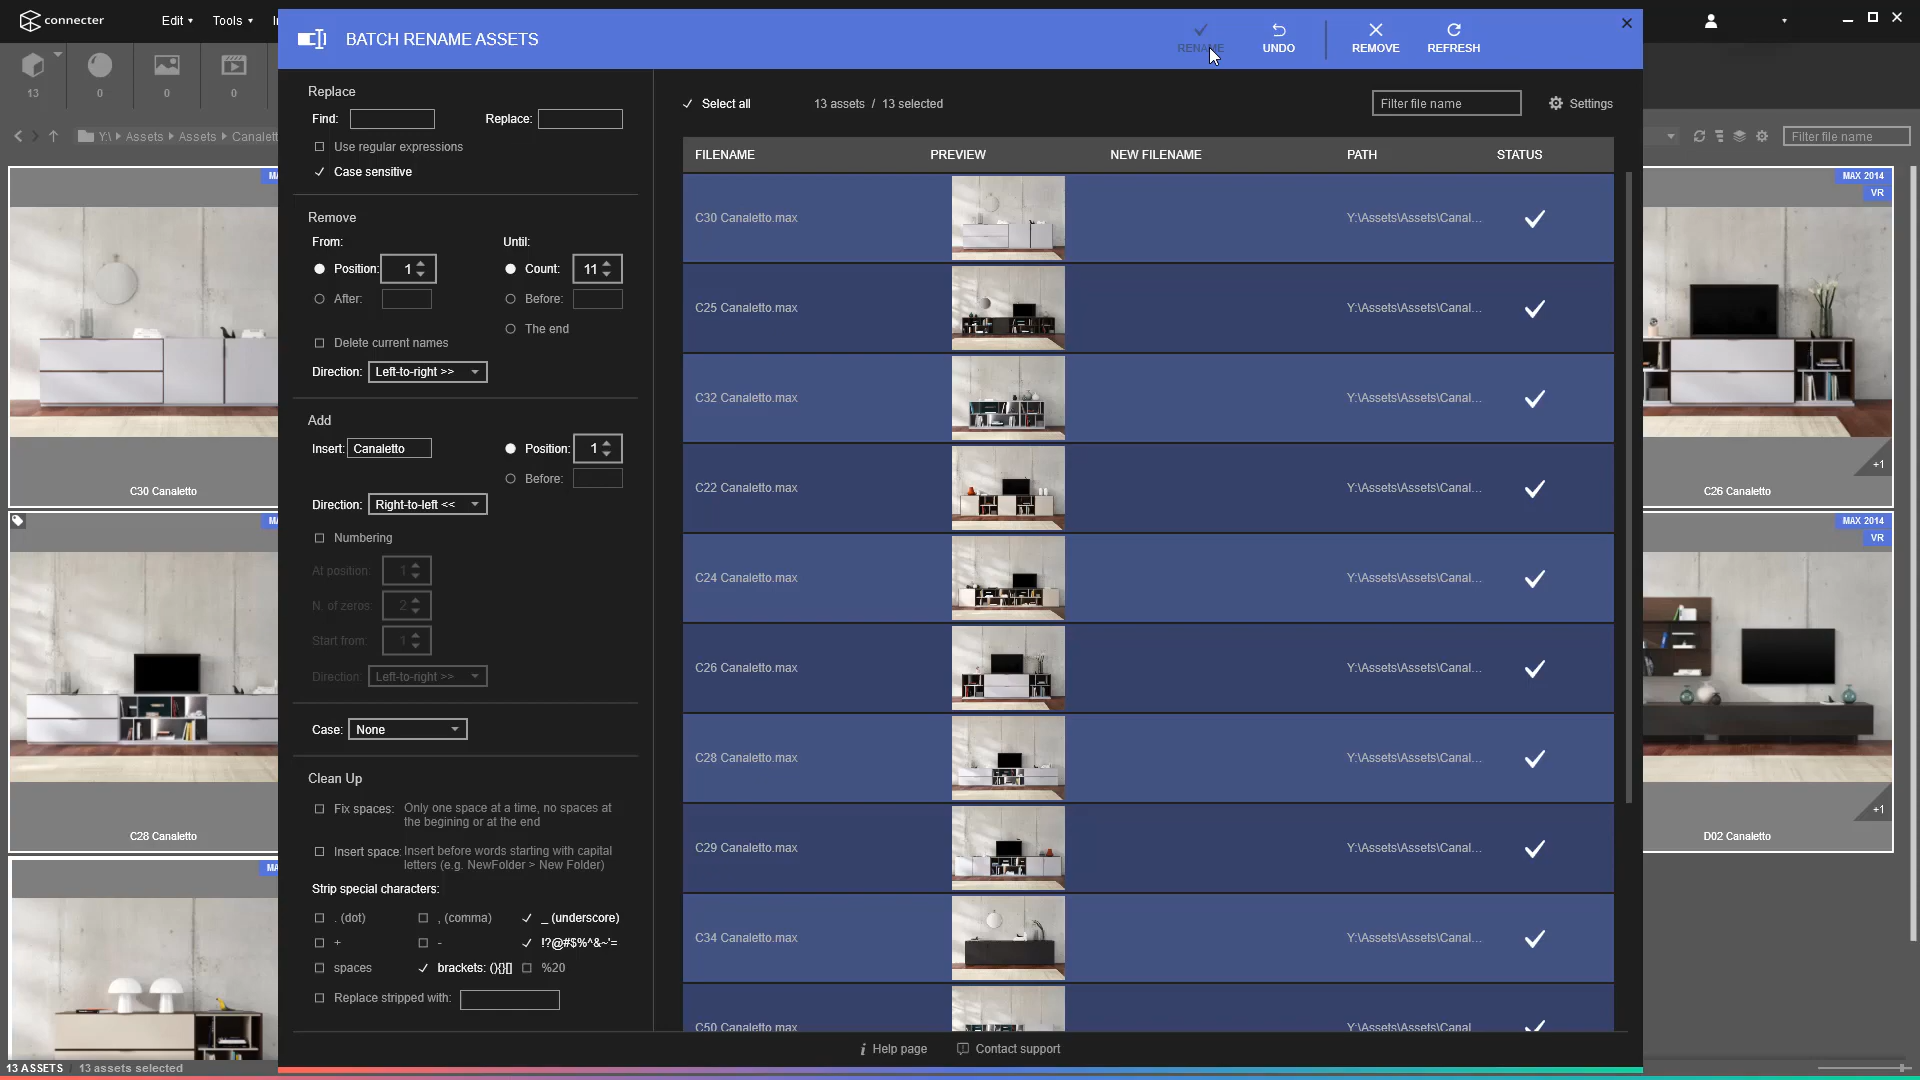 connecter
Edit
Tools
BATCH RENAME ASSETS
RENAME
UNDO
REMOVE
REFRESH
13
0
0
0
Y:\ Assets Assets Canalett
Filter file name
Replace
Find:
Replace:
Use regular expressions
Case sensitive
Select all
13 assets / 13 selected
Filter file name
Settings
FILENAME
PREVIEW
NEW FILENAME
PATH
STATUS
Remove
From:
Until:
Position: 1
Count: 11
After:
Before:
The end
Delete current names
Direction: Left-to-right >>
Add
Insert: Canaletto
Position: 1
Before:
Direction: Right-to-left <<
Numbering
At position: 1
N. of zeros: 2
Start from: 1
Direction: Left-to-right >>
Case: None
Clean Up
Fix spaces: Only one space at a time, no spaces at
the begining or at the end
Insert space: Insert before words starting with capital
letters (e.g. NewFolder > New Folder)
Strip special characters:
. (dot)
, (comma)
_ (underscore)
+
-
!?@#$%^&~'=
spaces
brackets: (){}[]
%20
Replace stripped with:
C30 Canaletto.max
Y:\Assets\Assets\Canal...
C25 Canaletto.max
Y:\Assets\Assets\Canal...
C32 Canaletto.max
Y:\Assets\Assets\Canal...
C22 Canaletto.max
Y:\Assets\Assets\Canal...
C24 Canaletto.max
Y:\Assets\Assets\Canal...
C26 Canaletto.max
Y:\Assets\Assets\Canal...
C28 Canaletto.max
Y:\Assets\Assets\Canal...
C29 Canaletto.max
Y:\Assets\Assets\Canal...
C34 Canaletto.max
Y:\Assets\Assets\Canal...
C50 Canaletto.max
Y:\Assets\Assets\Canal
Help page
Contact support
MA
C30 Canaletto
MA
C28 Canaletto
MA
MAX 2014
VR
+1
C26 Canaletto
MAX 2014
VR
+1
D02 Canaletto
13 ASSETS / 13 assets selected